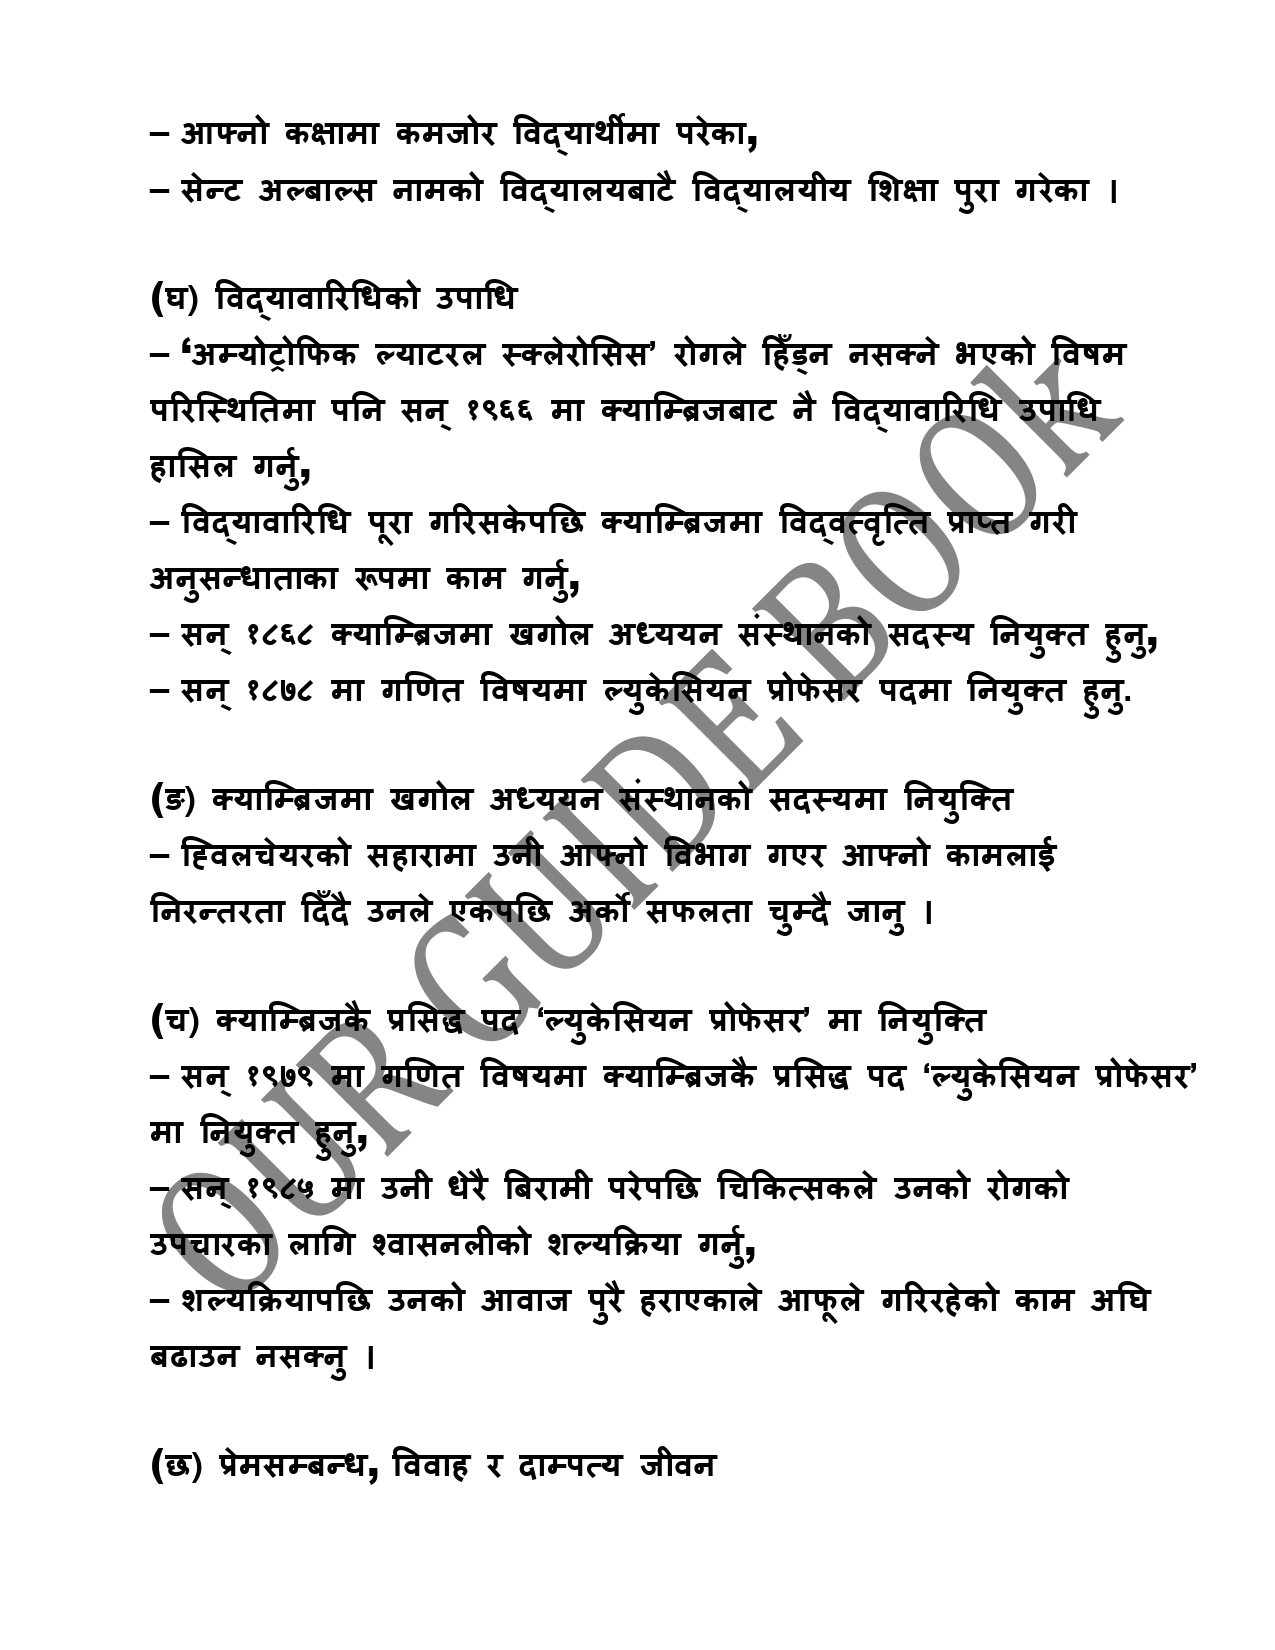 – आफ्नो कक्षामा कमजोर विद्यार्थीमा परेका,
– सेन्ट अल्बाल्स नामको विद्यालयबाटै विद्यालयीय शिक्षा पुरा गरेका ।
(घ) विद्यावारिधिको उपाधि
– ‘अम्योट्रोफिक ल्याटरल स्क्लेरोसिस’ रोगले हिँड्न नसक्ने भएको विषम
परिस्थितिमा पनि सन् १९६६ मा क्याम्ब्रिजबाट नै विद्यावारिधि उपाधि
हासिल गर्नु,
– विद्यावारिधि पूरा गरिसकेपछि क्याम्ब्रिजमा विद्वत्वृत्ति प्राप्त गरी
अनुसन्धाताका रूपमा काम गर्नु,
– सन् १८६८ क्याम्ब्रिजमा खगोल अध्ययन संस्थानको सदस्य नियुक्त हुनु,
– सन् १८७८ मा गणित विषयमा ल्युकेसियन प्रोफेसर पदमा नियुक्त हुनु.
(ङ) क्याम्ब्रिजमा खगोल अध्ययन संस्थानको सदस्यमा नियुक्ति
– ह्विलचेयरको सहारामा उनी आफ्नो विभाग गएर आफ्नो कामलाई
निरन्तरता दिँदै उनले एकपछि अर्को सफलता चुम्दै जानु ।
(च) क्याम्ब्रिजकै प्रसिद्ध पद ‘ल्युकेसियन प्रोफेसर’ मा नियुक्ति
– सन् १९७९ मा गणित विषयमा क्याम्ब्रिजकै प्रसिद्ध पद ‘ल्युकेसियन प्रोफेसर’
मा नियुक्त हुनु,
– सन् १९८५ मा उनी धेरै बिरामी परेपछि चिकित्सकले उनको रोगको
उपचारका लागि श्वासनलीको शल्यक्रिया गर्नु,
– शल्यक्रियापछि उनको आवाज पुरै हराएकाले आफूले गरिरहेको काम अघि
बढाउन नसक्नु ।
(छ) प्रेमसम्बन्ध, विवाह र दाम्पत्य जीवन
OUR GUIDE BOOK